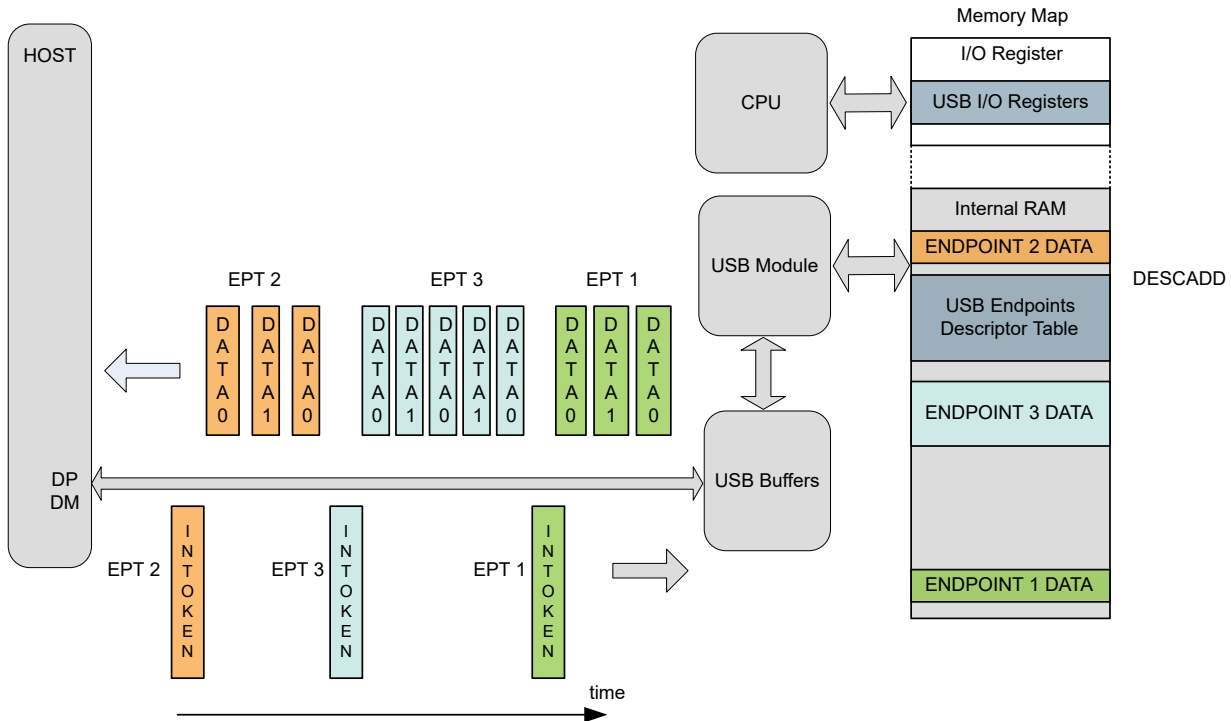 Memory Map
HOST
I/O Register
CPU
USB I/O Registers
Internal RAM
ENDPOINT 2 DATA
USB Module
DESCADD
USB Endpoints
Descriptor Table
EPT 2
EPT 3
EPT 1
DATA0
DATA1
DATA0
DATA0
DATA1
DATA0
DATA1
DATA0
DATA0
DATA1
DATA0
ENDPOINT 3 DATA
DP
DM
USB Buffers
EPT 2
INTOKEN
EPT 3
INTOKEN
EPT 1
INTOKEN
ENDPOINT 1 DATA
time